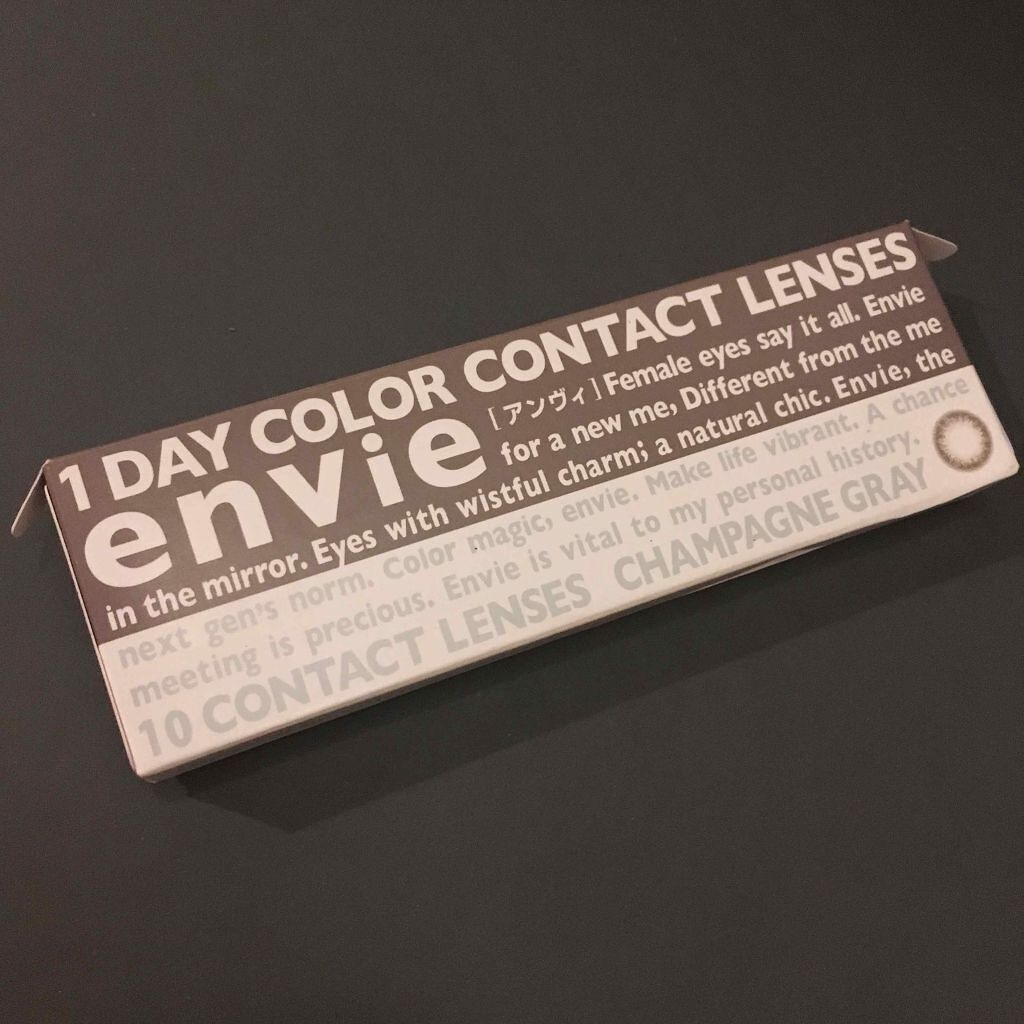 1 DAY COLOR CONTACT LENSES
envie [アンヴィ] Female eyes say it all. Envie
for a new me, Different from the me
in the mirror. Eyes with wistful charm; a natural chic. Envie, the
next gen's norm. Color magic, envie. Make life vibrant. A chance
meeting is precious. Envie is vital to my personal history.
10 CONTACT LENSES CHAMPAGNE GRAY